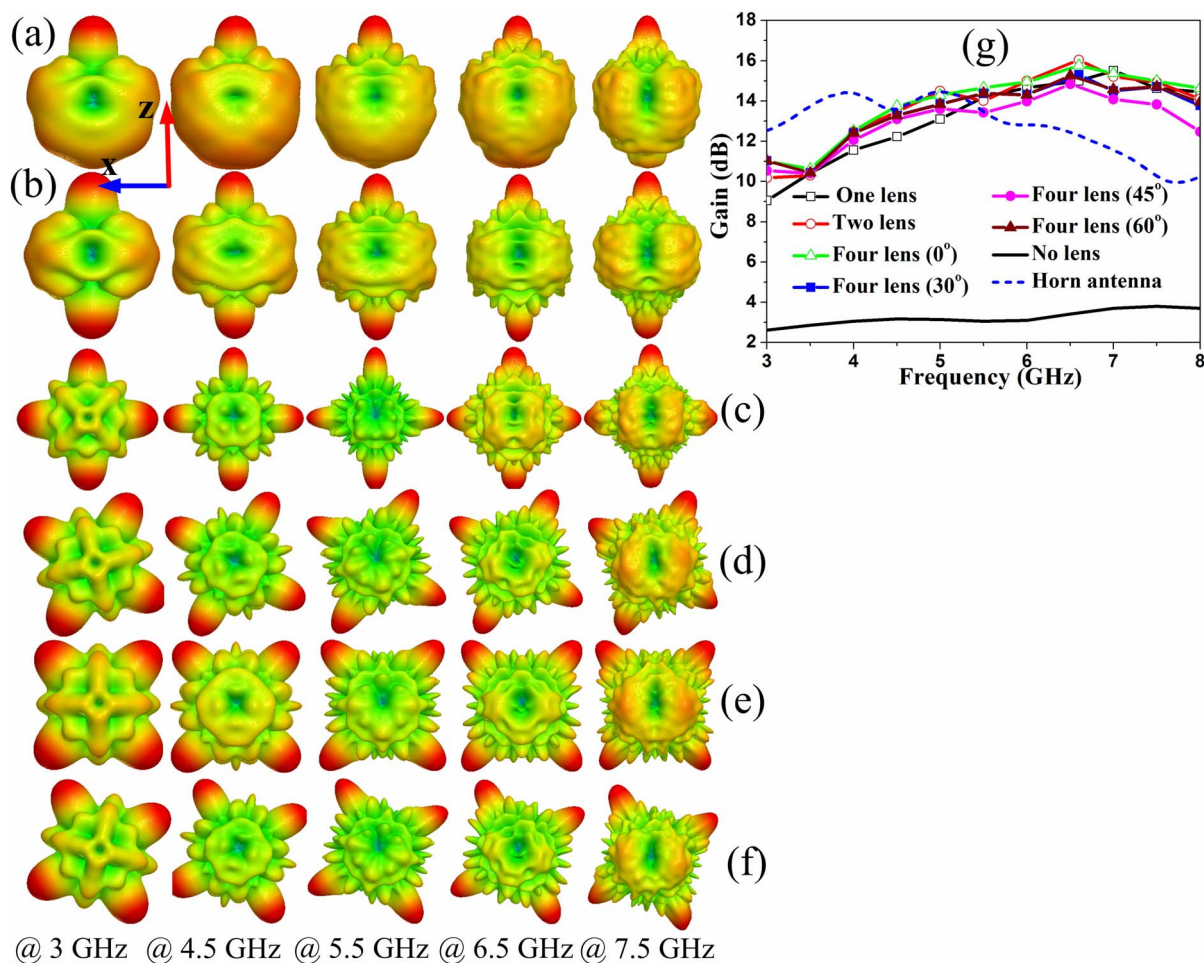 (a)
z
x
(b)
(c)
(d)
(e)
(f)
@ 3 GHz @ 4.5 GHz @ 5.5 GHz @ 6.5 GHz @ 7.5 GHz
(g)
18
16
14
12
10
8
6
4
2
Gain (dB)
One lens
Two lens
Four lens (0°)
Four lens (30°)
Four lens (45°)
Four lens (60°)
No lens
Horn antenna
3 4 5 6 7 8
Frequency (GHz)